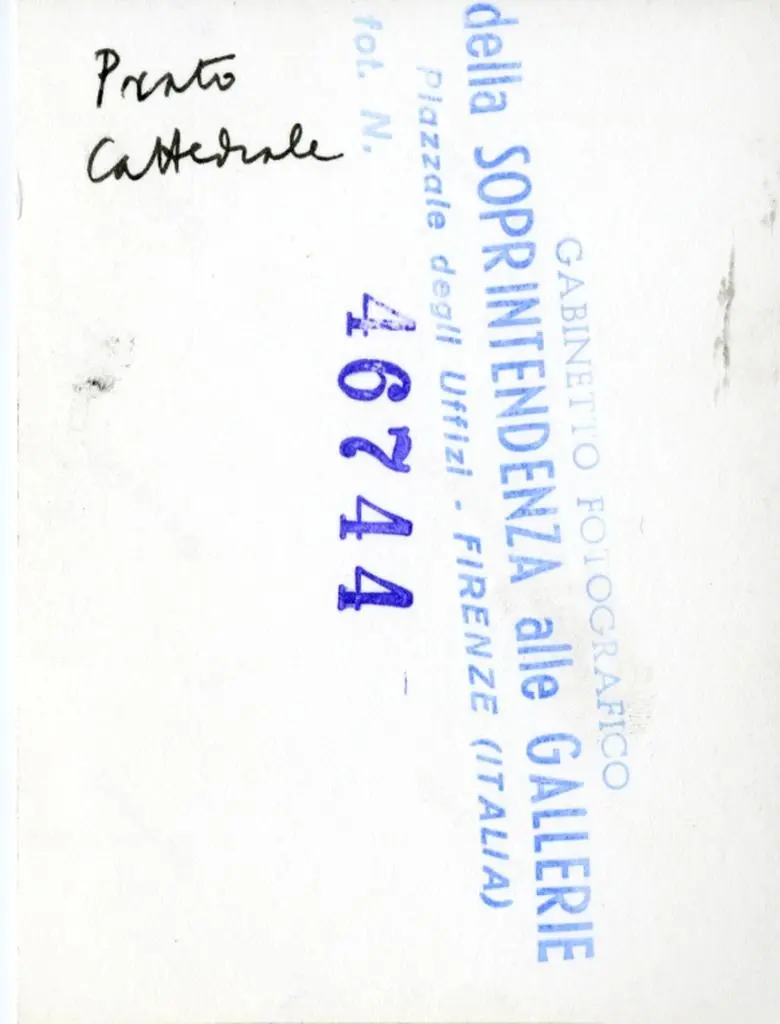 Prato
Cattedrale
GABINETTO FOTOGRAFICO
della SOPRINTENDENZA alle GALLERIE
Piazzale degli Uffizi - FIRENZE (ITALIA)
fot. N.
46744